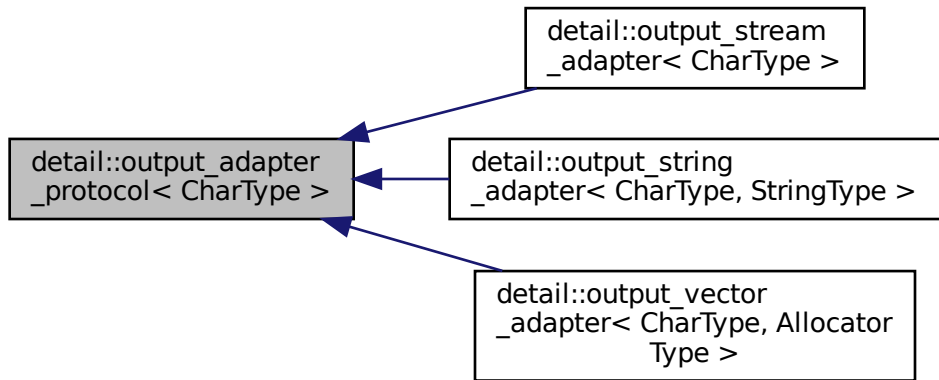 detail::output_stream
_adapter< CharType >
detail::output_adapter
_protocol< CharType >
detail::output_string
_adapter< CharType, StringType >
detail::output_vector
_adapter< CharType, Allocator
Type >